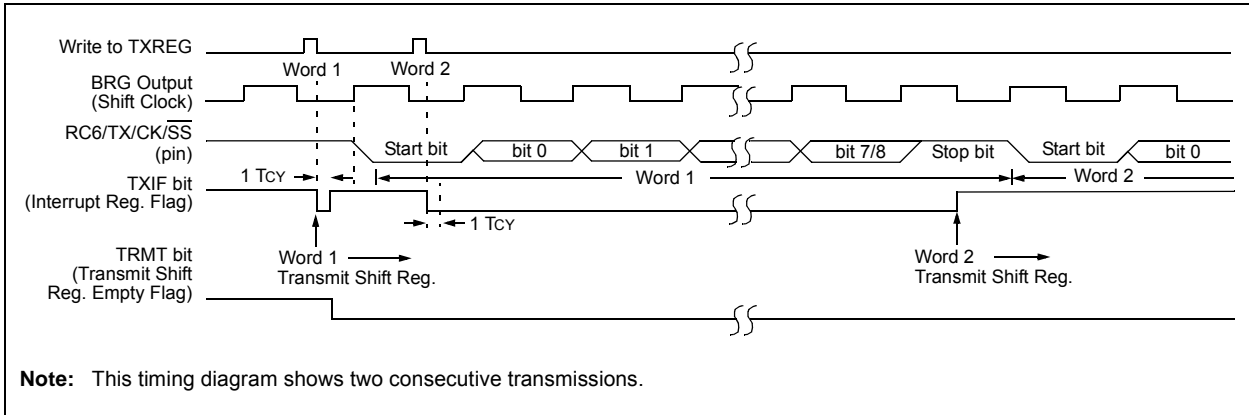 Write to TXREG
Word 1
Word 2
BRG Output
(Shift Clock)
RC6/TX/CK/S̅S̅
(pin)
Start bit
bit 0
bit 1
bit 7/8
Stop bit
Start bit
bit 0
1 TCY
Word 1
Word 2
TXIF bit
(Interrupt Reg. Flag)
1 TCY
Word 1
Transmit Shift Reg.
Word 2
Transmit Shift Reg.
TRMT bit
(Transmit Shift
Reg. Empty Flag)
Note: This timing diagram shows two consecutive transmissions.